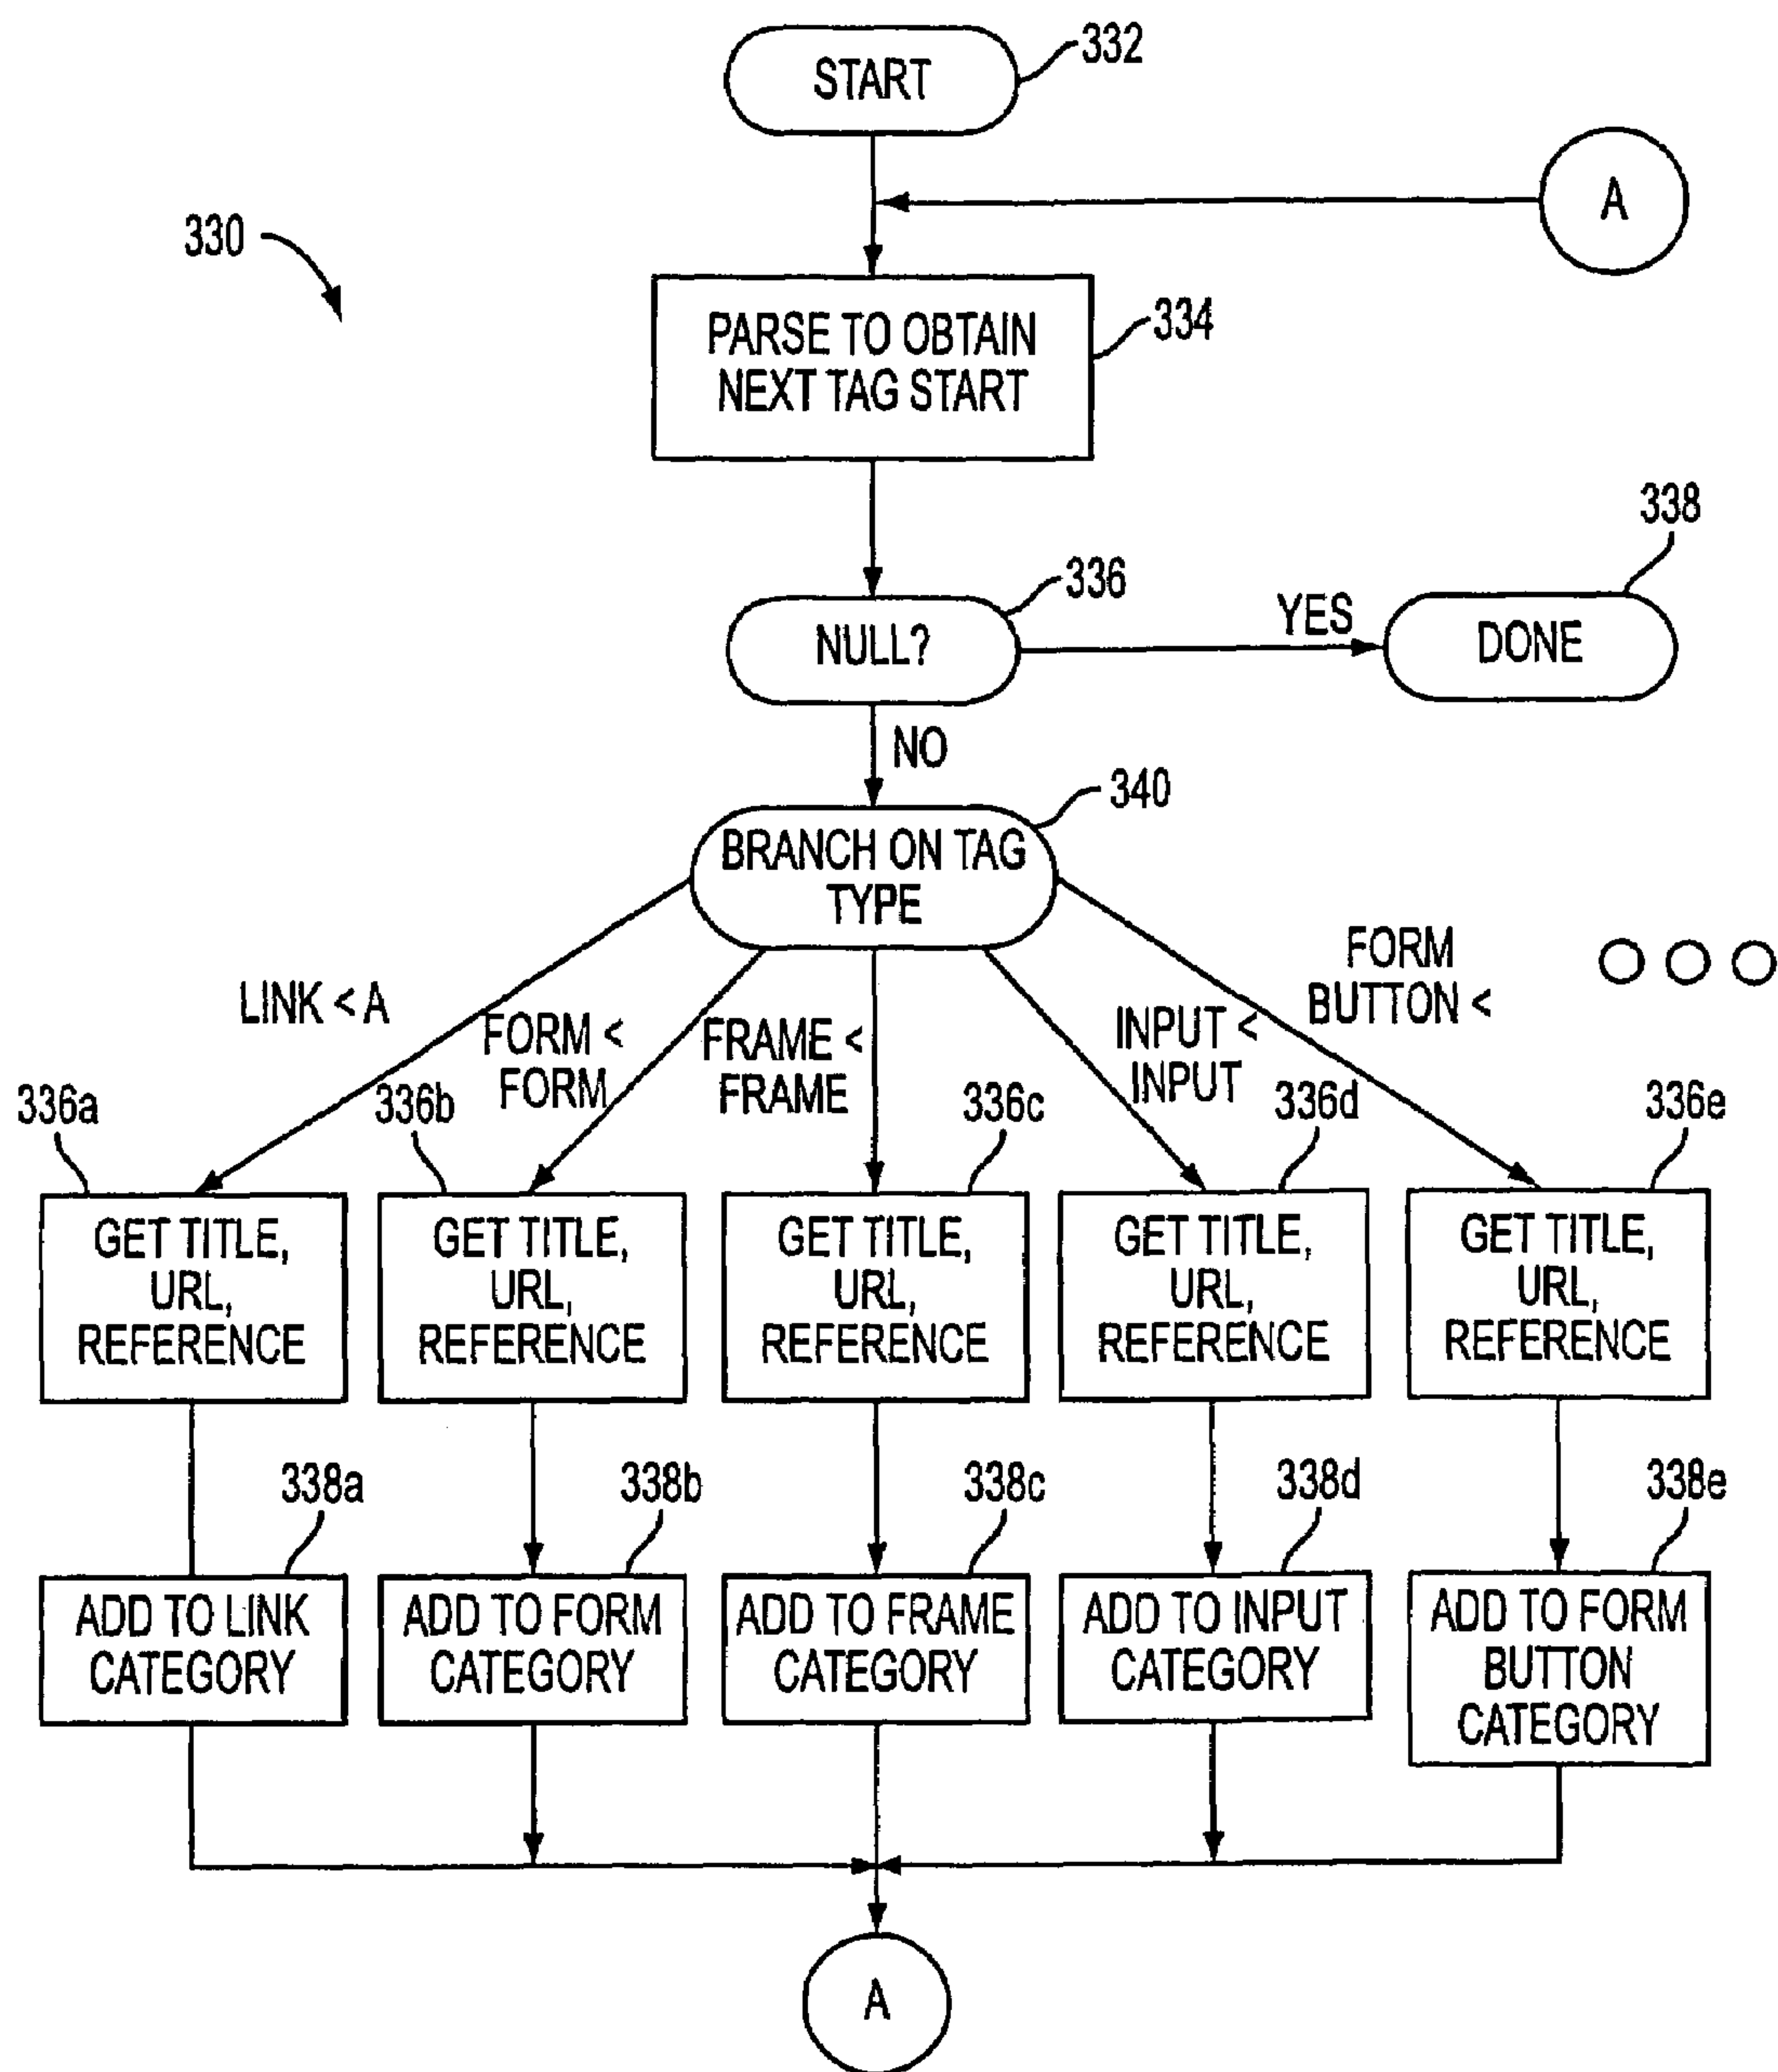 START
332
A
330
PARSE TO OBTAIN
NEXT TAG START
334
NULL?
336
YES
DONE
338
NO
BRANCH ON TAG
TYPE
340
LINK < A
FORM <
FORM
FRAME <
FRAME
INPUT <
INPUT
FORM
BUTTON <
336a
336b
336c
336d
336e
GET TITLE,
URL,
REFERENCE
GET TITLE,
URL,
REFERENCE
GET TITLE,
URL,
REFERENCE
GET TITLE,
URL,
REFERENCE
GET TITLE,
URL,
REFERENCE
338a
338b
338c
338d
338e
ADD TO LINK
CATEGORY
ADD TO FORM
CATEGORY
ADD TO FRAME
CATEGORY
ADD TO INPUT
CATEGORY
ADD TO FORM
BUTTON
CATEGORY
A